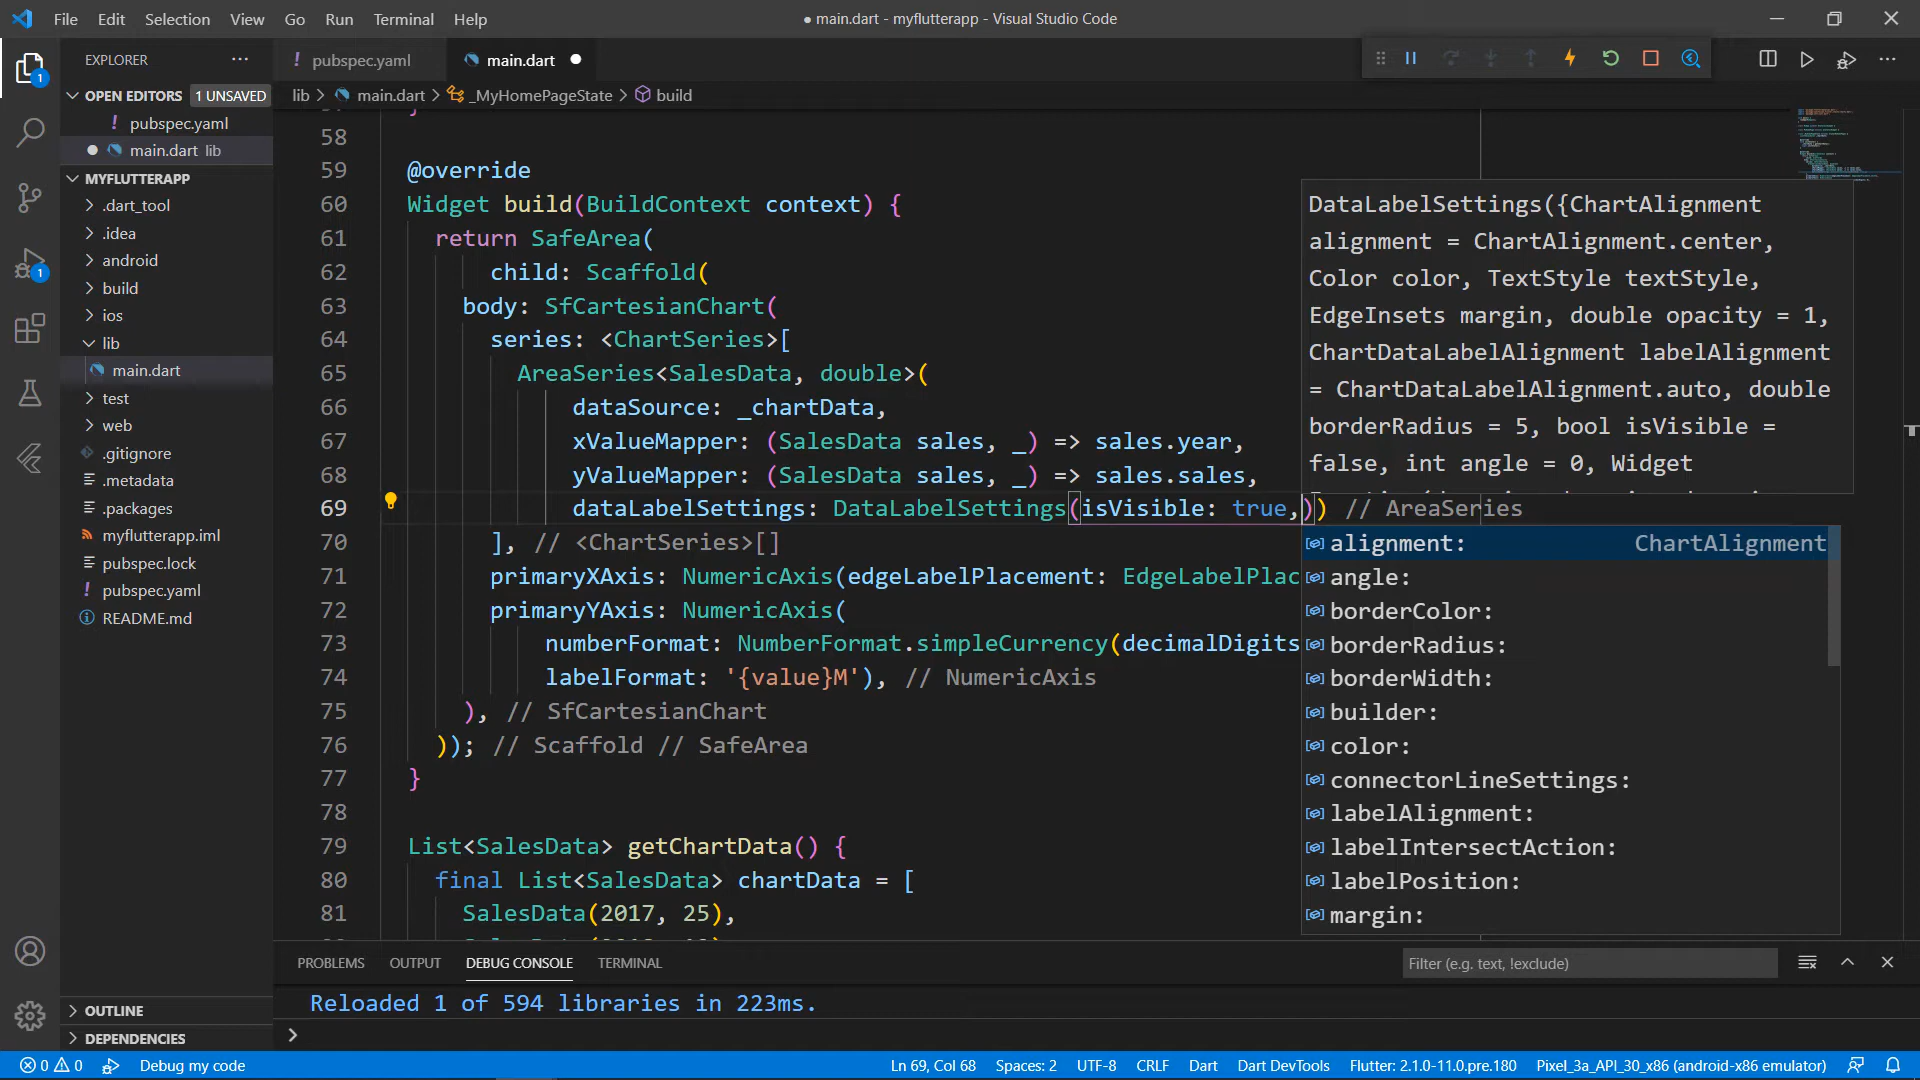 File Edit Selection View Go Run Terminal Help
● main.dart - myflutterapp - Visual Studio Code
EXPLORER
OPEN EDITORS 1 UNSAVED
! pubspec.yaml
● main.dart lib
MYFLUTTERAPP
.dart_tool
.idea
android
build
ios
lib
main.dart
test
web
.gitignore
.metadata
.packages
myflutterapp.iml
pubspec.lock
! pubspec.yaml
README.md
OUTLINE
DEPENDENCIES
1
1
! pubspec.yaml
main.dart ●
lib > main.dart > _MyHomePageState > build
58
59 @override
60 Widget build(BuildContext context) {
61 return SafeArea(
62 child: Scaffold(
63 body: SfCartesianChart(
64 series: <ChartSeries>[
65 AreaSeries<SalesData, double>(
66 dataSource: _chartData,
67 xValueMapper: (SalesData sales, _) => sales.year,
68 yValueMapper: (SalesData sales, _) => sales.sales,
69 dataLabelSettings: DataLabelSettings(isVisible: true,)) // AreaSeries
70 ], // <ChartSeries>[]
71 primaryXAxis: NumericAxis(edgeLabelPlacement: EdgeLabelPlac
72 primaryYAxis: NumericAxis(
73 numberFormat: NumberFormat.simpleCurrency(decimalDigits
74 labelFormat: '{value}M'), // NumericAxis
75 ), // SfCartesianChart
76 )); // Scaffold // SafeArea
77 }
78
79 List<SalesData> getChartData() {
80 final List<SalesData> chartData = [
81 SalesData(2017, 25),
DataLabelSettings({ChartAlignment
alignment = ChartAlignment.center,
Color color, TextStyle textStyle,
EdgeInsets margin, double opacity = 1,
ChartDataLabelAlignment labelAlignment
= ChartDataLabelAlignment.auto, double
borderRadius = 5, bool isVisible =
false, int angle = 0, Widget
alignment: ChartAlignment
angle:
borderColor:
borderRadius:
borderWidth:
builder:
color:
connectorLineSettings:
labelAlignment:
labelIntersectAction:
labelPosition:
margin:
PROBLEMS OUTPUT DEBUG CONSOLE TERMINAL
Filter (e.g. text, !exclude)
Reloaded 1 of 594 libraries in 223ms.
>
0 0 Debug my code
Ln 69, Col 68 Spaces: 2 UTF-8 CRLF Dart Dart DevTools Flutter: 2.1.0-11.0.pre.180 Pixel_3a_API_30_x86 (android-x86 emulator)